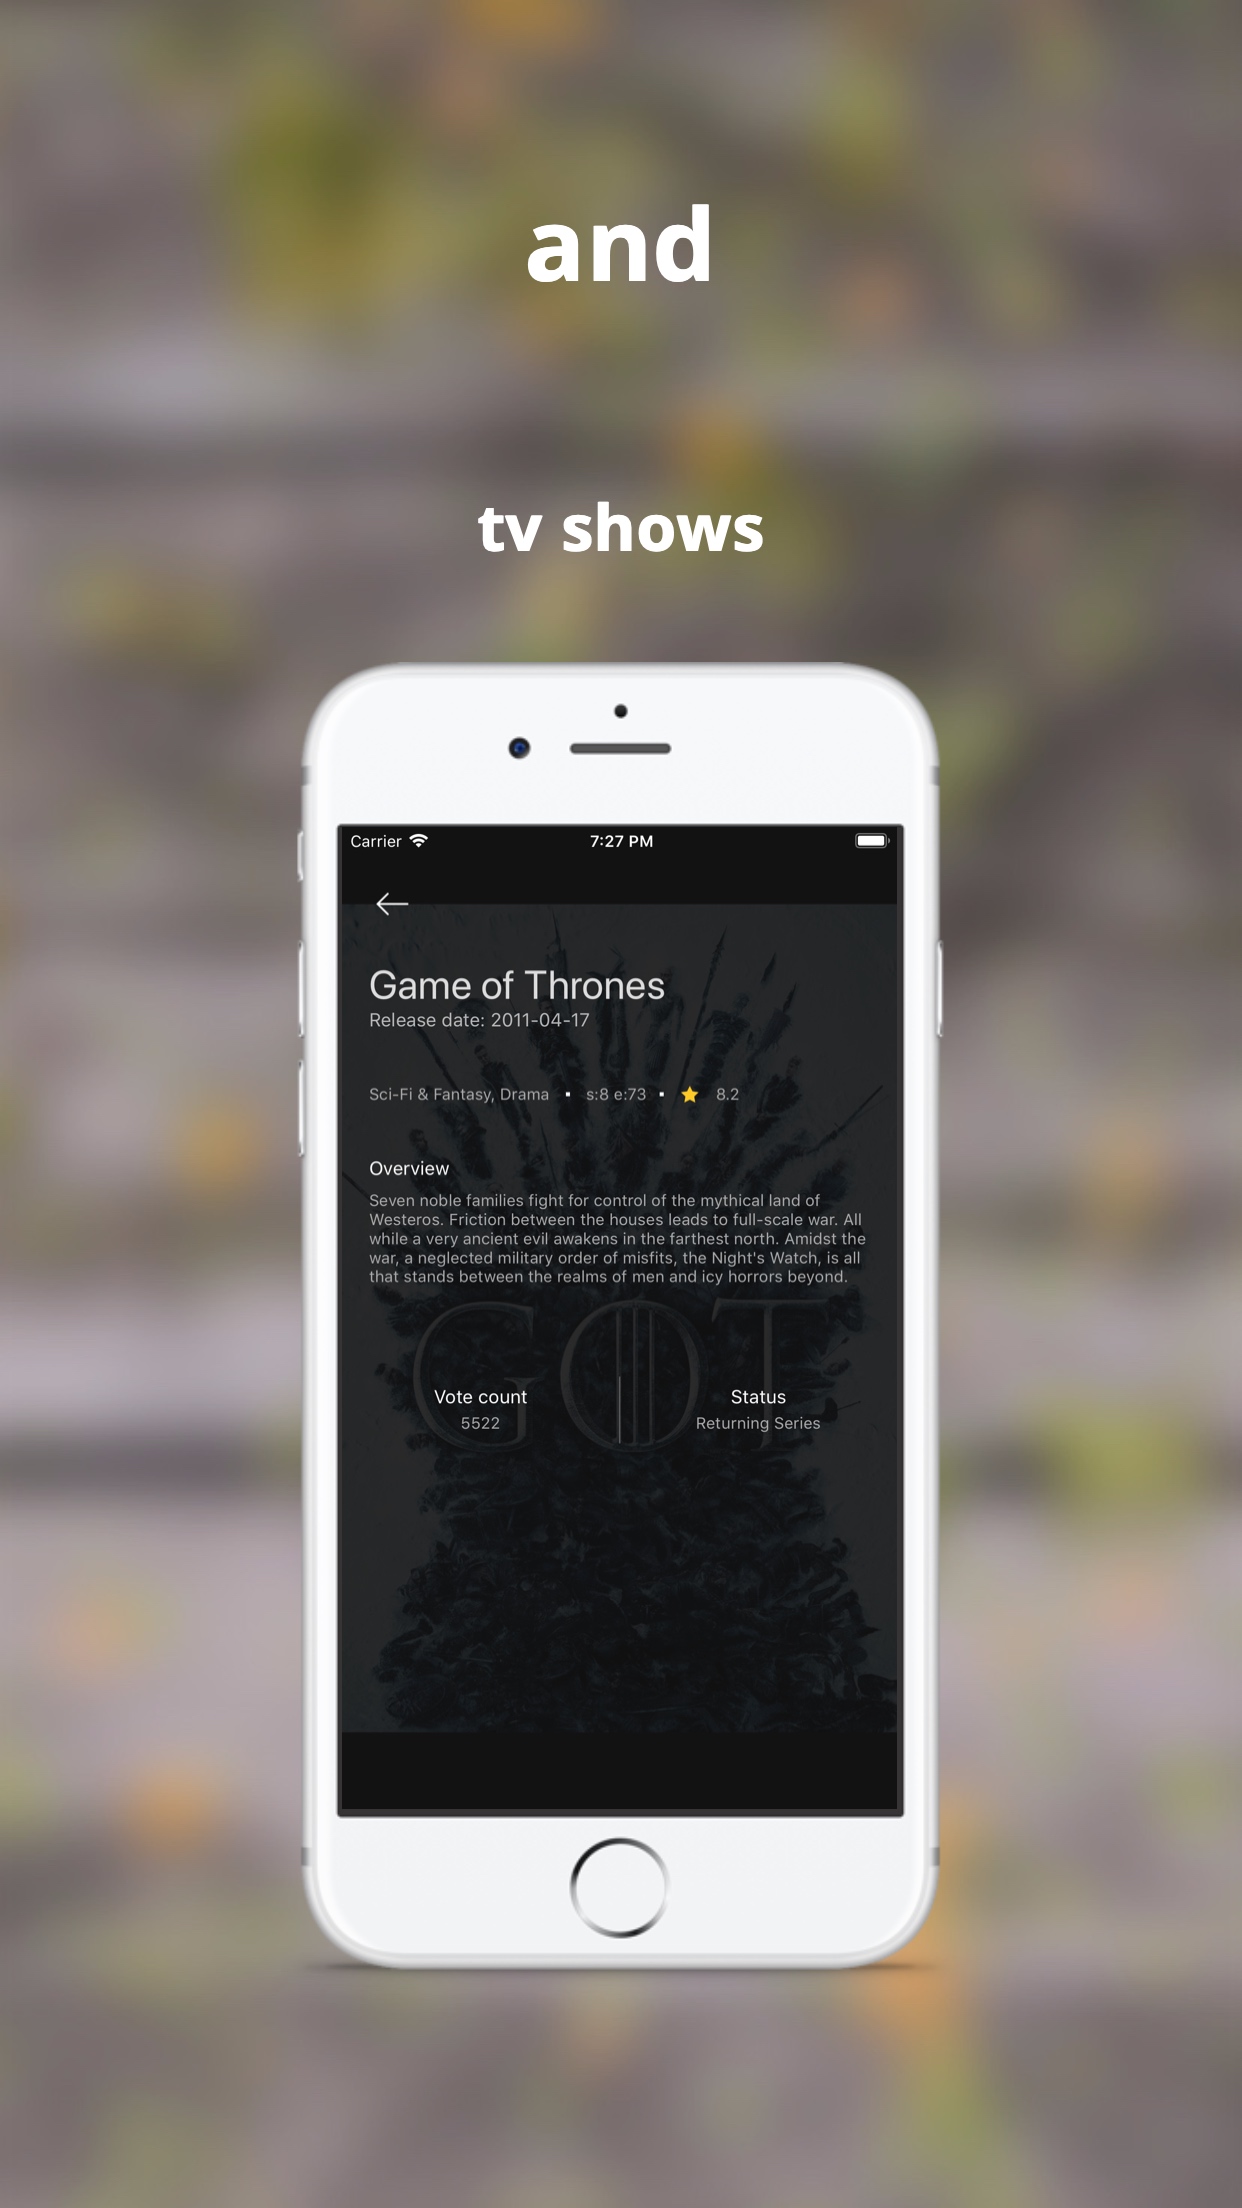 and
tv shows
Carrier 7:27 PM
Game of Thrones
Release date: 2011-04-17
Sci-Fi & Fantasy, Drama ▪ s:8 e:73 ▪ ⭐ 8.2
Overview
Seven noble families fight for control of the mythical land of
Westeros. Friction between the houses leads to full-scale war. All
while a very ancient evil awakens in the farthest north. Amidst the
war, a neglected military order of misfits, the Night's Watch, is all
that stands between the realms of men and icy horrors beyond.
GOT
Vote count Status
5522 Returning Series